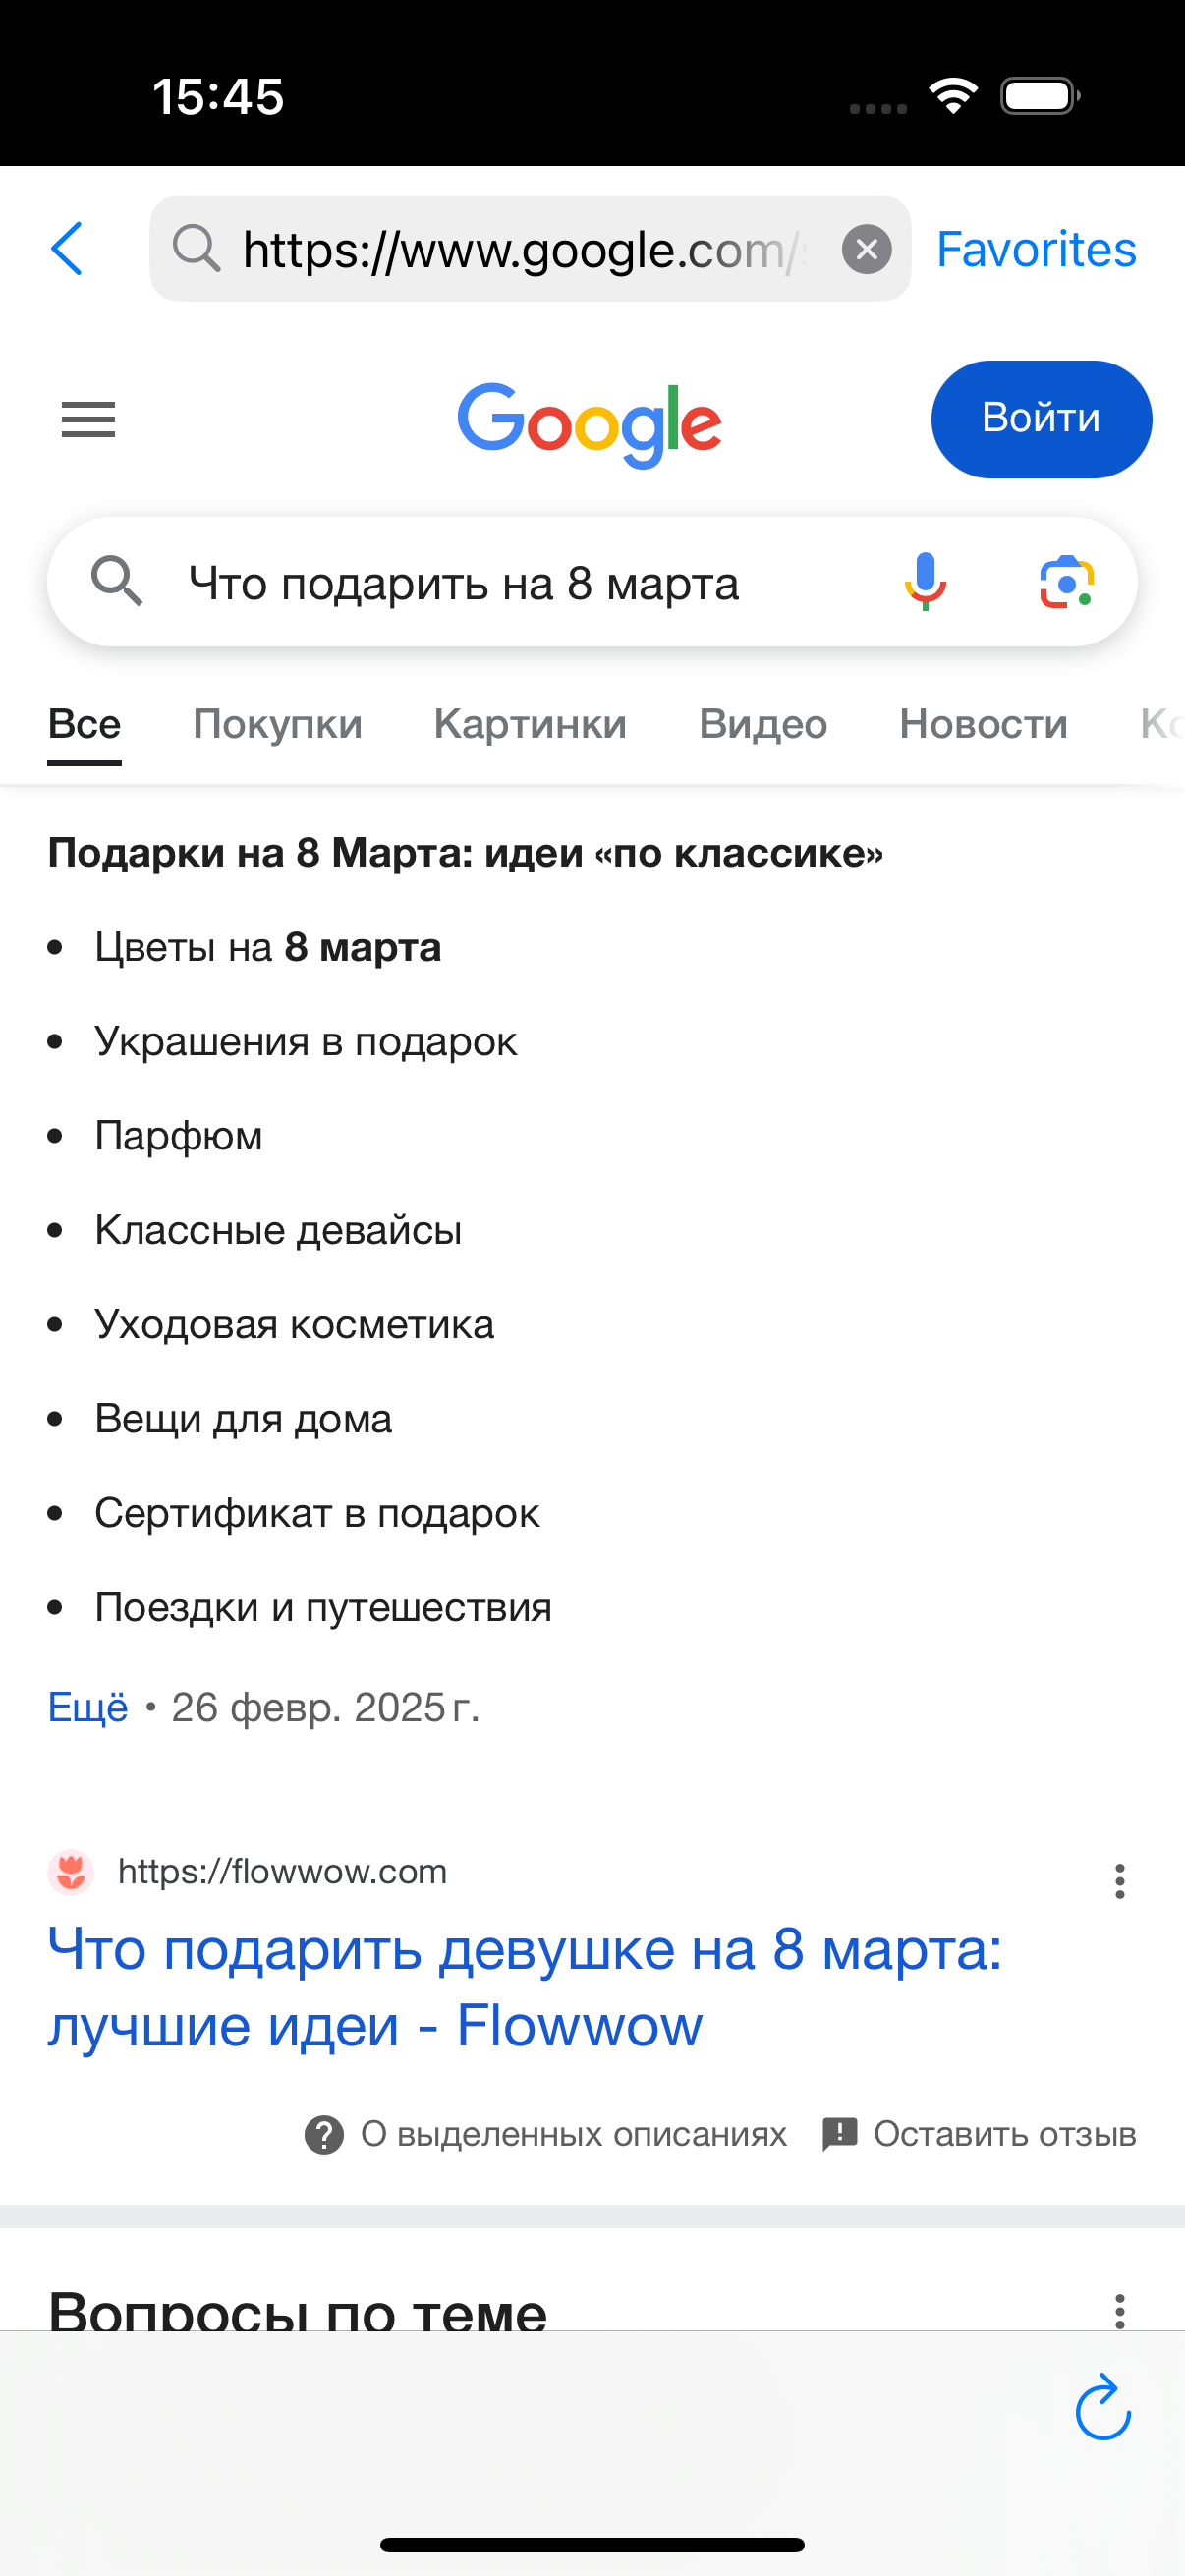 15:45
https://www.google.com/s
Favorites
Google
Войти
Что подарить на 8 марта
Все Покупки Картинки Видео Новости Ко
Подарки на 8 Марта: идеи «по классике»
• Цветы на 8 марта
• Украшения в подарок
• Парфюм
• Классные девайсы
• Уходовая косметика
• Вещи для дома
• Сертификат в подарок
• Поездки и путешествия
Ещё • 26 февр. 2025 г.
https://flowwow.com
Что подарить девушке на 8 марта:
лучшие идеи - Flowwow
О выделенных описаниях Оставить отзыв
Вопросы по теме